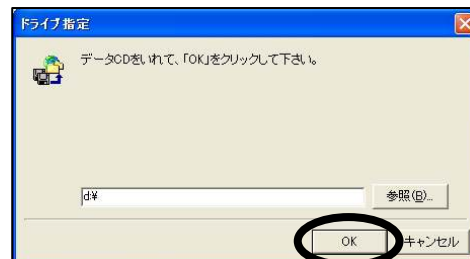 ドライブ指定
データCDをいれて、「OK」をクリックして下さい。
d:¥
参照(B)...
OK
キャンセル